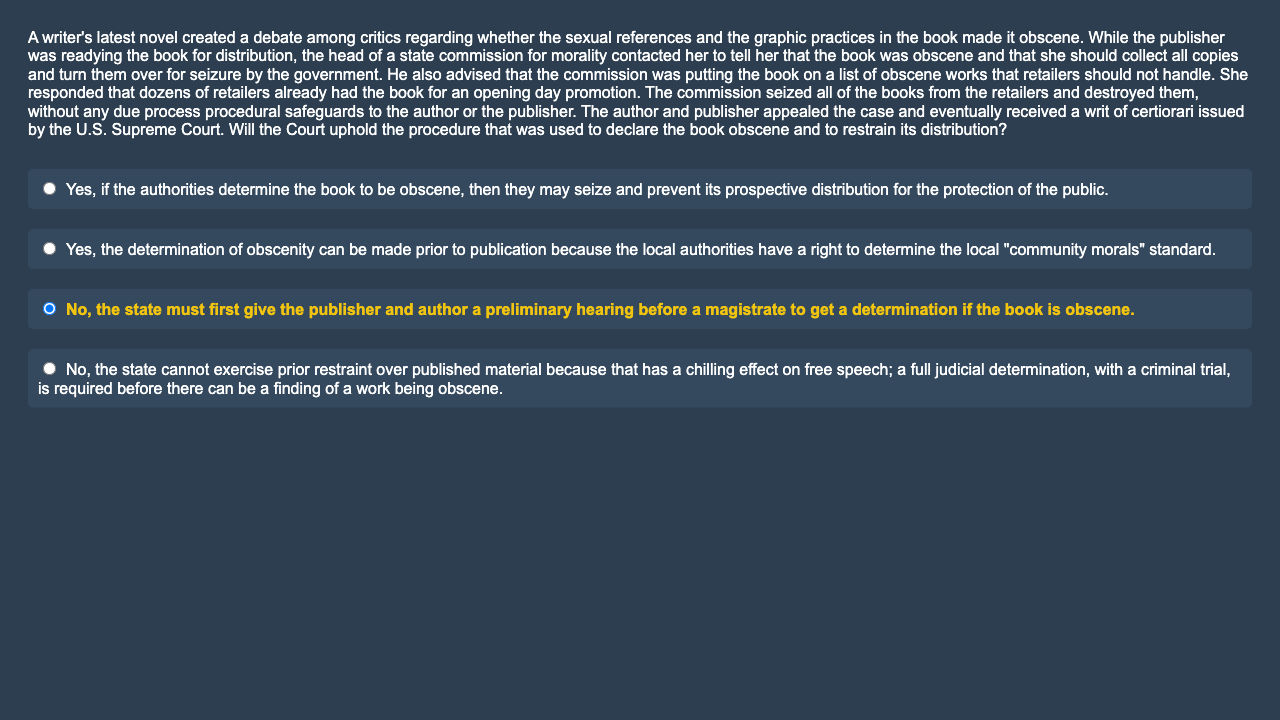 A writer's latest novel created a debate among critics regarding whether the sexual references and the graphic practices in the book made it obscene. While the publisher
was readying the book for distribution, the head of a state commission for morality contacted her to tell her that the book was obscene and that she should collect all copies
and turn them over for seizure by the government. He also advised that the commission was putting the book on a list of obscene works that retailers should not handle. She
responded that dozens of retailers already had the book for an opening day promotion. The commission seized all of the books from the retailers and destroyed them,
without any due process procedural safeguards to the author or the publisher. The author and publisher appealed the case and eventually received a writ of certiorari issued
by the U.S. Supreme Court. Will the Court uphold the procedure that was used to declare the book obscene and to restrain its distribution?
Yes, if the authorities determine the book to be obscene, then they may seize and prevent its prospective distribution for the protection of the public.
Yes, the determination of obscenity can be made prior to publication because the local authorities have a right to determine the local "community morals" standard.
No, the state must first give the publisher and author a preliminary hearing before a magistrate to get a determination if the book is obscene.
No, the state cannot exercise prior restraint over published material because that has a chilling effect on free speech; a full judicial determination, with a criminal trial,
is required before there can be a finding of a work being obscene.